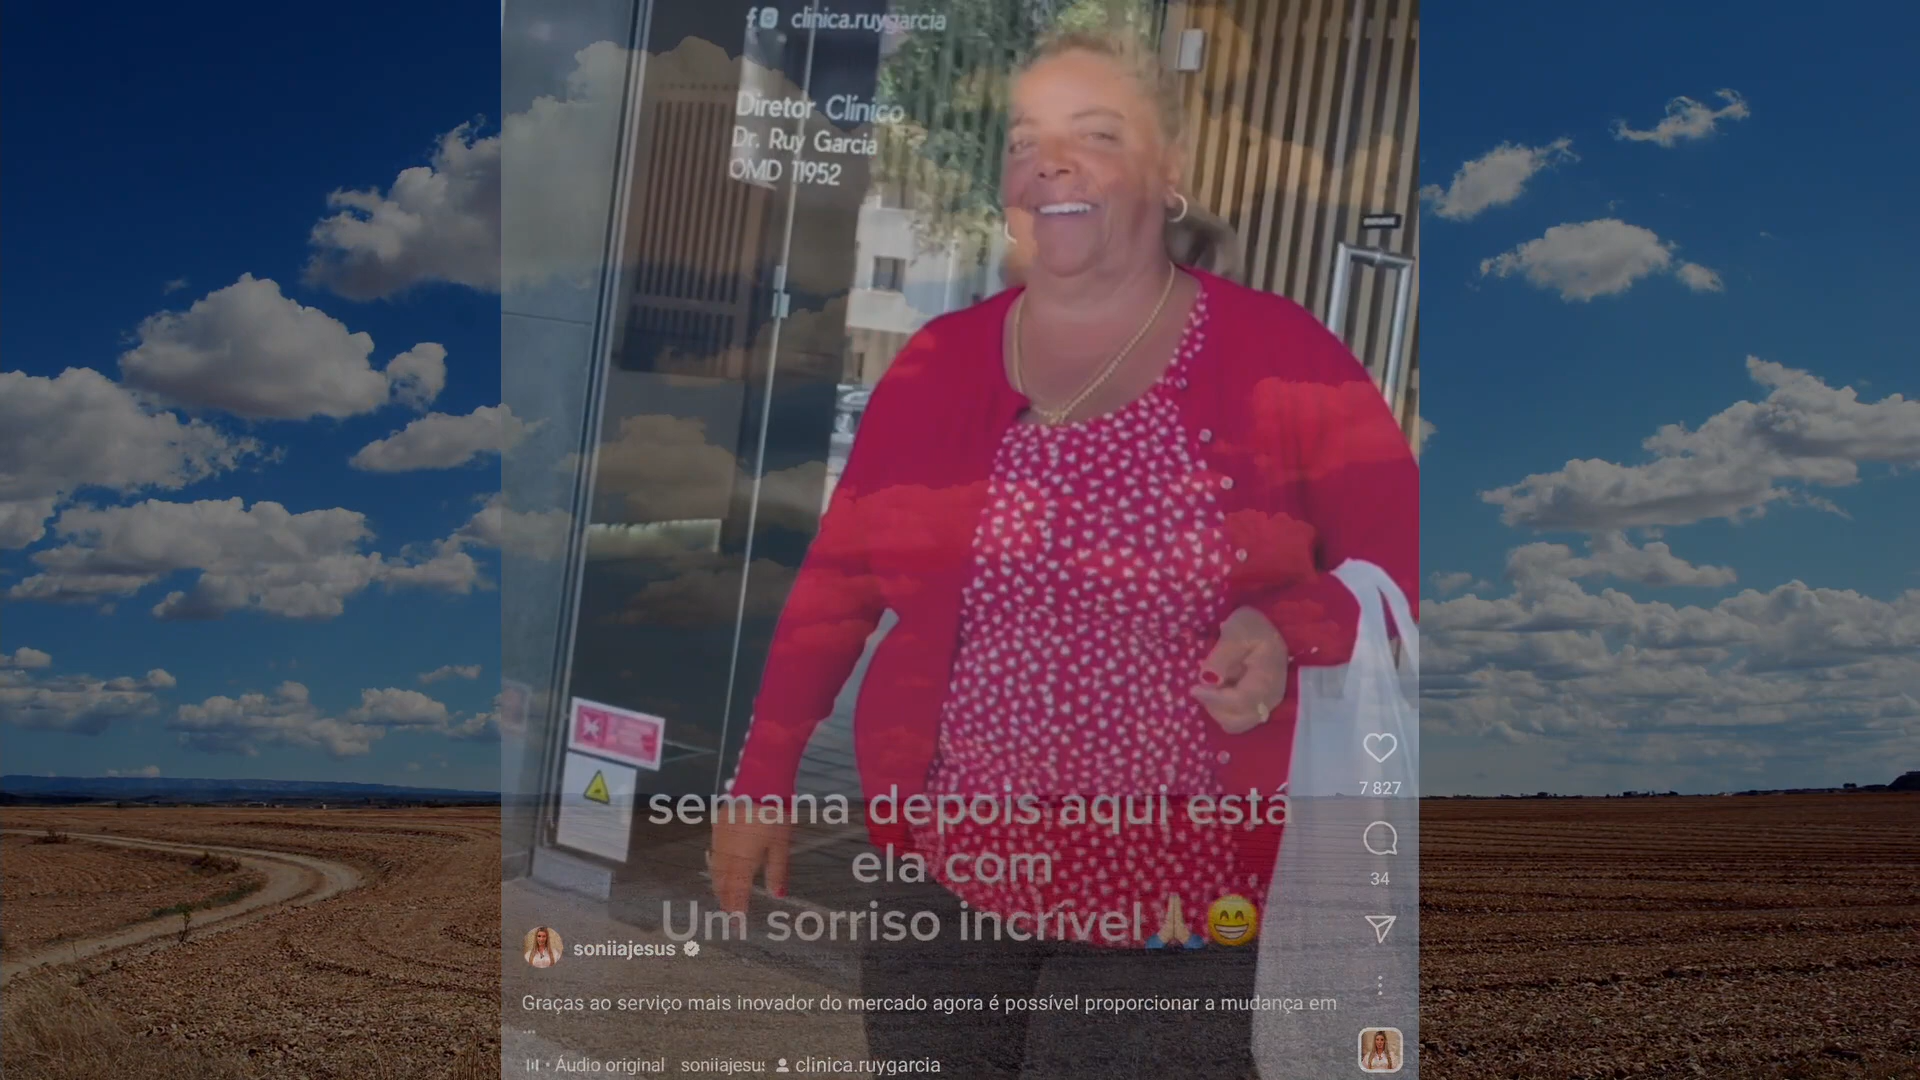 clinica.ruygarcia
Diretor Clínico
Dr. Ruy Garcia
OMD 11952
semana depois aqui está
ela com
Um sorriso incrível🙏😁
7 827
34
soniiajesus
Graças ao serviço mais inovador do mercado agora é possível proporcionar a mudança em
...
Áudio original soniiajesus clinica.ruygarcia